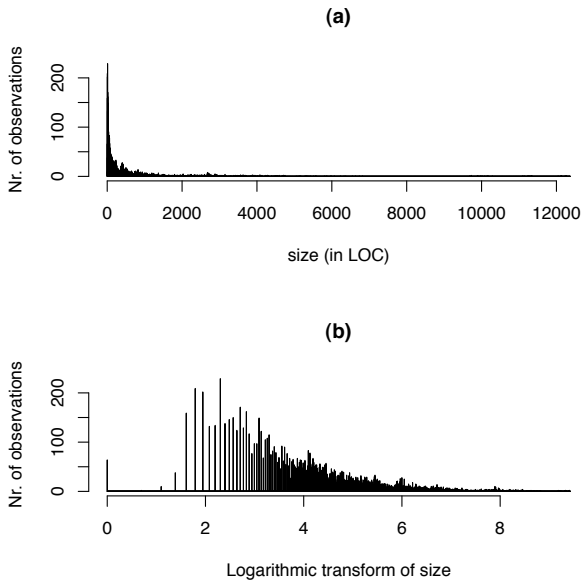 (a)
Nr. of observations
200
100
0
0 2000 4000 6000 8000 10000 12000
size (in LOC)
(b)
Nr. of observations
200
100
0
0 2 4 6 8
Logarithmic transform of size